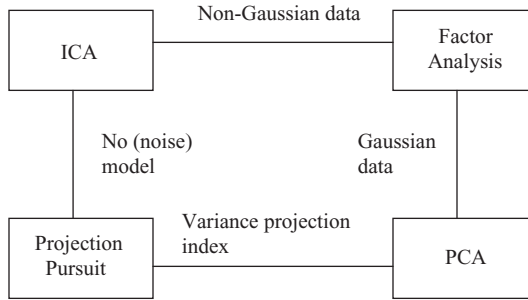 Non-Gaussian data
ICA
Factor
Analysis
No (noise)
model
Gaussian
data
Variance projection
index
Projection
Pursuit
PCA